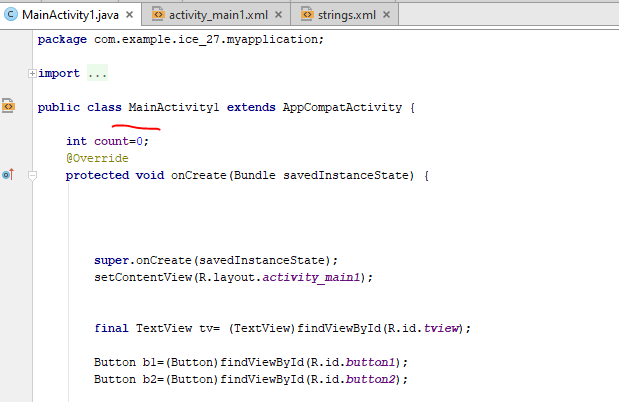 MainActivity1.java × activity_main1.xml × strings.xml ×
package com.example.ice_27.myapplication;
import ...
public class MainActivity1 extends AppCompatActivity {
int count=0;
@Override
protected void onCreate(Bundle savedInstanceState) {
super.onCreate(savedInstanceState);
setContentView(R.layout.activity_main1);
final TextView tv= (TextView)findViewById(R.id.tview);
Button b1=(Button)findViewById(R.id.button1);
Button b2=(Button)findViewById(R.id.button2);